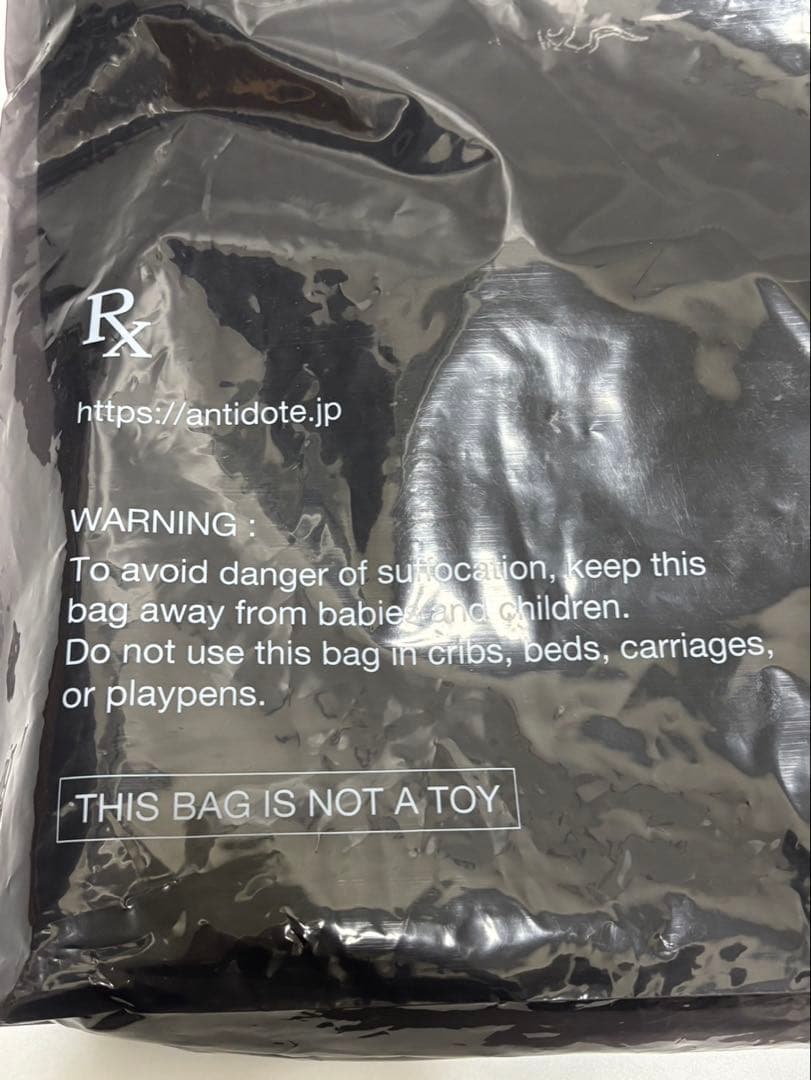 Rx
https://antidote.jp
WARNING :
To avoid danger of suffocation, keep this
bag away from babies and children.
Do not use this bag in cribs, beds, carriages,
or playpens.
THIS BAG IS NOT A TOY